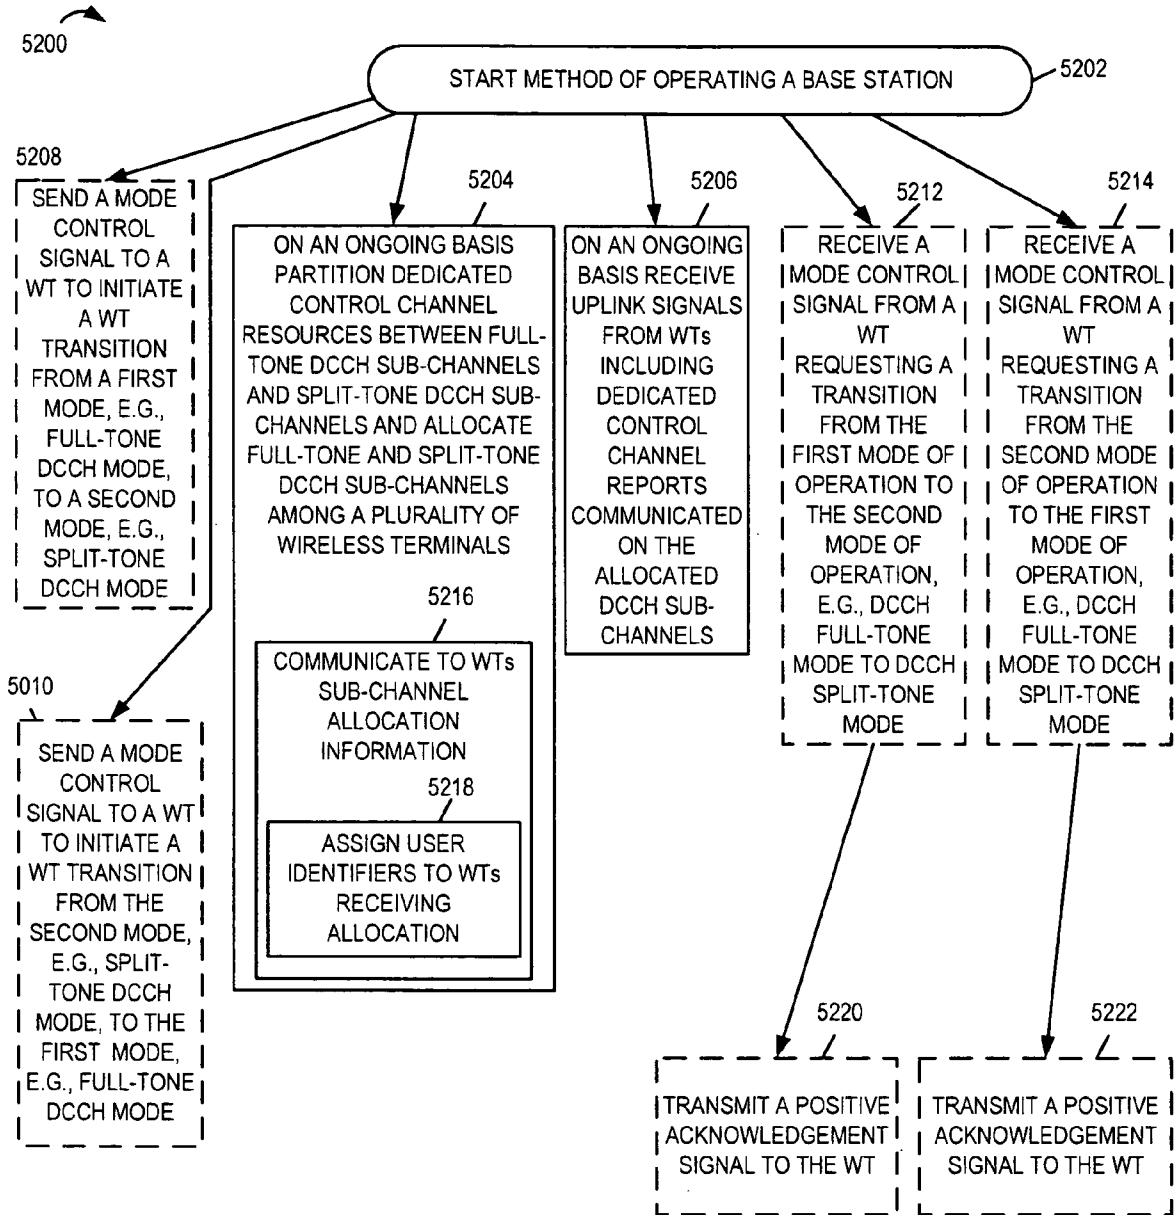 5200
START METHOD OF OPERATING A BASE STATION
5202
5208
SEND A MODE
CONTROL
SIGNAL TO A
WT TO INITIATE
A WT
TRANSITION
FROM A FIRST
MODE, E.G.,
FULL-TONE
DCCH MODE,
TO A SECOND
MODE, E.G.,
SPLIT-TONE
DCCH MODE
5010
SEND A MODE
CONTROL
SIGNAL TO A WT
TO INITIATE A
WT TRANSITION
FROM THE
SECOND MODE,
E.G., SPLIT-
TONE DCCH
MODE, TO THE
FIRST MODE,
E.G., FULL-TONE
DCCH MODE
5204
ON AN ONGOING BASIS
PARTITION DEDICATED
CONTROL CHANNEL
RESOURCES BETWEEN FULL-
TONE DCCH SUB-CHANNELS
AND SPLIT-TONE DCCH SUB-
CHANNELS AND ALLOCATE
FULL-TONE AND SPLIT-TONE
DCCH SUB-CHANNELS
AMONG A PLURALITY OF
WIRELESS TERMINALS
5216
COMMUNICATE TO WTs
SUB-CHANNEL
ALLOCATION
INFORMATION
5218
ASSIGN USER
IDENTIFIERS TO WTs
RECEIVING
ALLOCATION
5206
ON AN ONGOING
BASIS RECEIVE
UPLINK SIGNALS
FROM WTs
INCLUDING
DEDICATED
CONTROL
CHANNEL
REPORTS
COMMUNICATED
ON THE
ALLOCATED
DCCH SUB-
CHANNELS
5212
RECEIVE A
MODE CONTROL
SIGNAL FROM A
WT
REQUESTING A
TRANSITION
FROM THE
FIRST MODE OF
OPERATION TO
THE SECOND
MODE OF
OPERATION,
E.G., DCCH
FULL-TONE
MODE TO DCCH
SPLIT-TONE
MODE
5214
RECEIVE A
MODE CONTROL
SIGNAL FROM A
WT
REQUESTING A
TRANSITION
FROM THE
SECOND MODE
OF OPERATION
TO THE FIRST
MODE OF
OPERATION,
E.G., DCCH
FULL-TONE
MODE TO DCCH
SPLIT-TONE
MODE
5220
TRANSMIT A POSITIVE
ACKNOWLEDGEMENT
SIGNAL TO THE WT
5222
TRANSMIT A POSITIVE
ACKNOWLEDGEMENT
SIGNAL TO THE WT